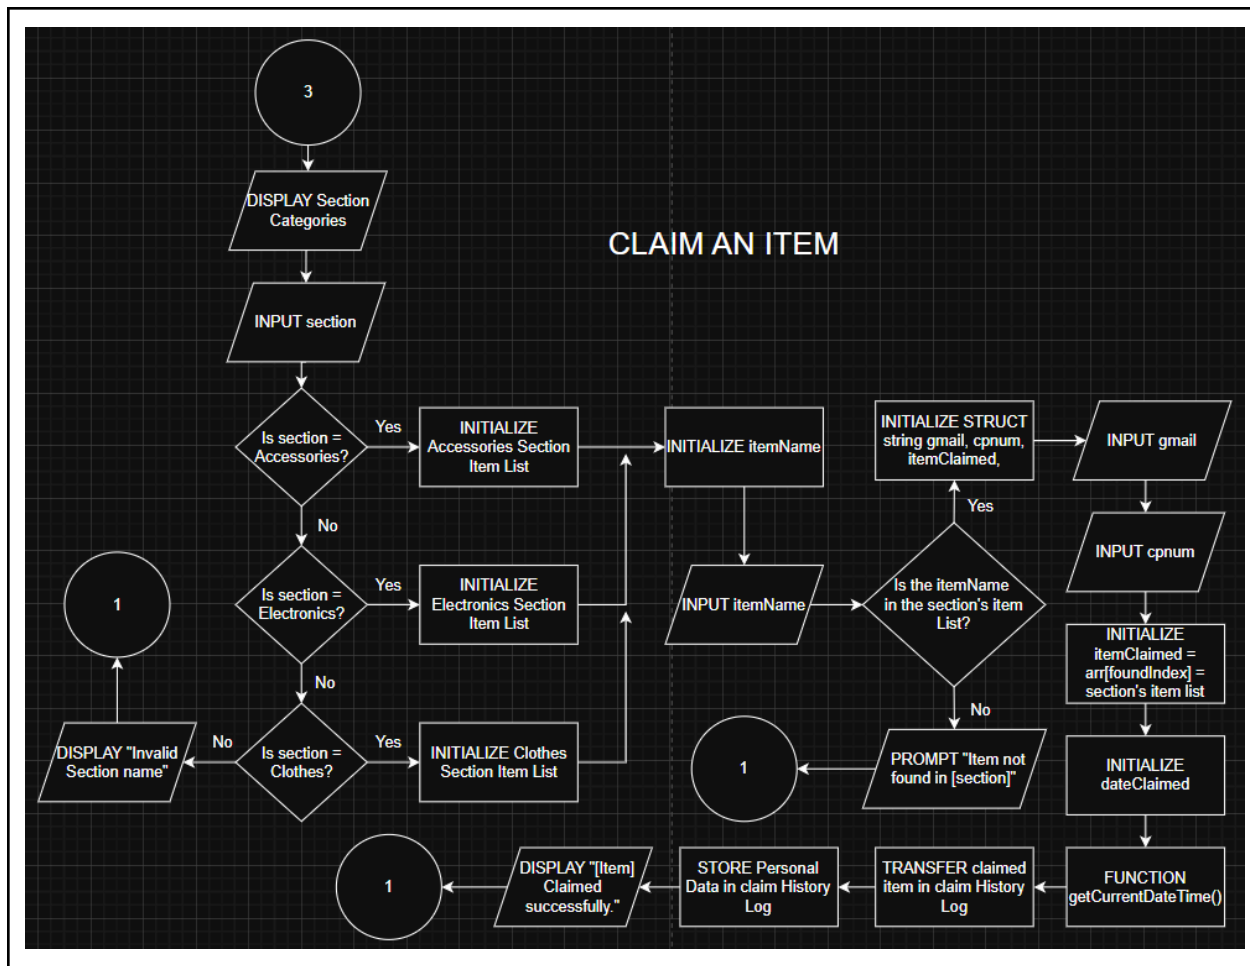 3
DISPLAY Section
Categories
CLAIM AN ITEM
INPUT section
Is section =
Accessories?
Yes
INITIALIZE
Accessories Section
Item List
INITIALIZE itemName
INITIALIZE STRUCT
string gmail, cpnum,
itemClaimed,
INPUT gmail
No
Yes
INPUT cpnum
1
Is section =
Electronics?
Yes
INITIALIZE
Electronics Section
Item List
INPUT itemName
Is the itemName
in the section's item
List?
INITIALIZE
itemClaimed =
arr[foundIndex] =
section's item list
No
No
DISPLAY "Invalid
Section name"
No
Is section =
Clothes?
Yes
INITIALIZE Clothes
Section Item List
1
PROMPT "Item not
found in [section]"
INITIALIZE
dateClaimed
1
DISPLAY "[Item]
Claimed
successfully."
STORE Personal
Data in claim History
Log
TRANSFER claimed
item in claim History
Log
FUNCTION
getCurrentDateTime()